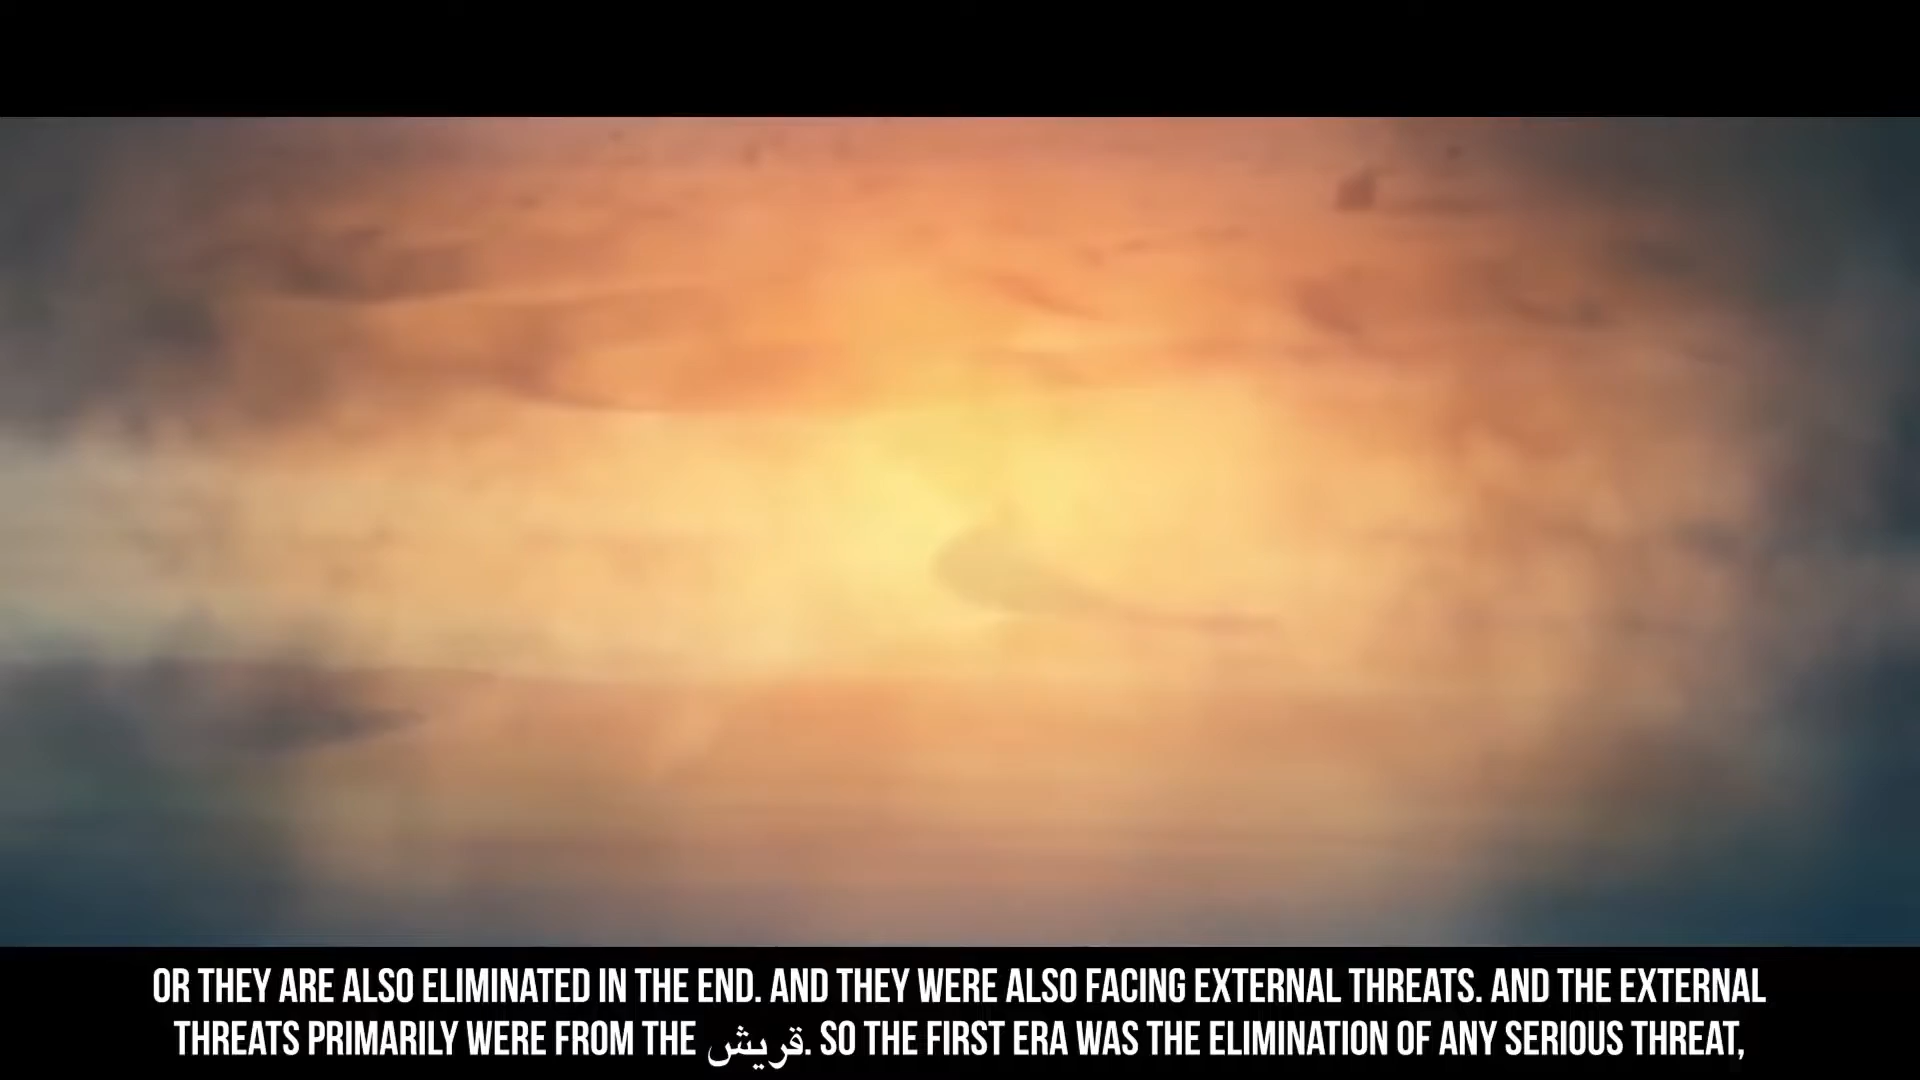 OR THEY ARE ALSO ELIMINATED IN THE END. AND THEY WERE ALSO FACING EXTERNAL THREATS. AND THE EXTERNAL
THREATS PRIMARILY WERE FROM THE قريش. SO THE FIRST ERA WAS THE ELIMINATION OF ANY SERIOUS THREAT,